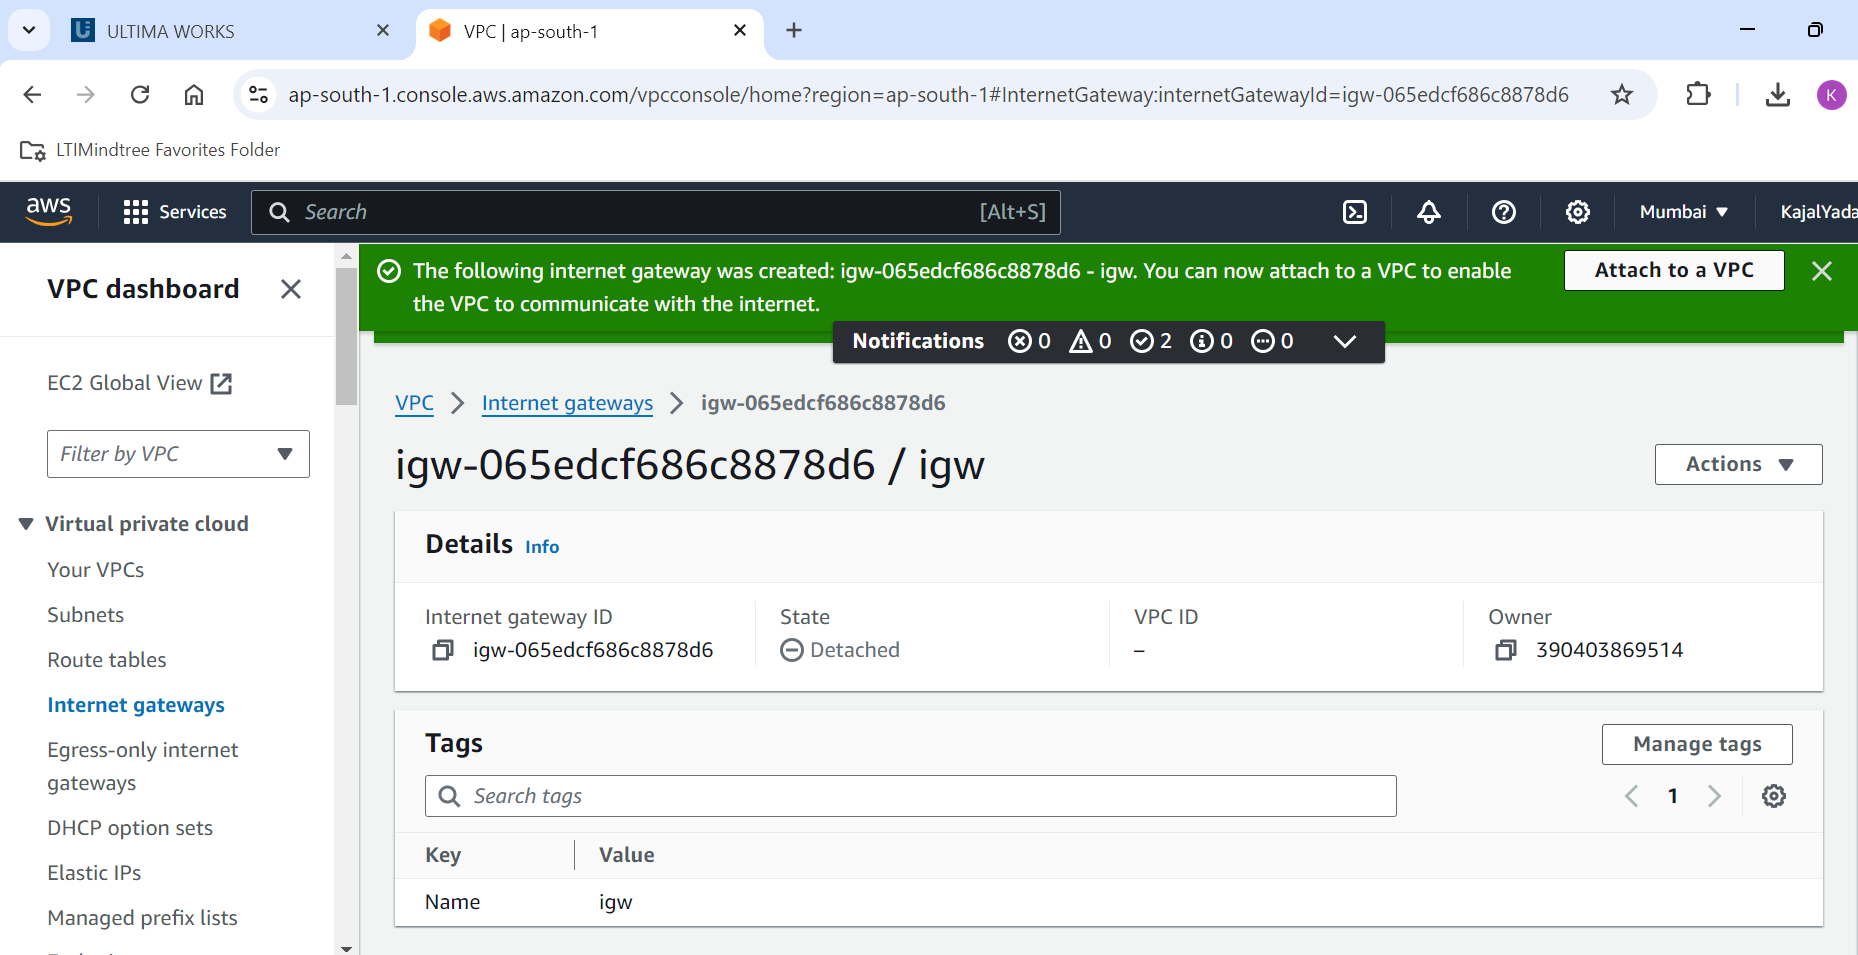 ULTIMA WORKS
VPC | ap-south-1
ap-south-1.console.aws.amazon.com/vpcconsole/home?region=ap-south-1#InternetGateway:internetGatewayId=igw-065edcf686c8878d6
K
LTIMindtree Favorites Folder
aws
Services
Search
[Alt+S]
Mumbai
KajalYada
VPC dashboard
The following internet gateway was created: igw-065edcf686c8878d6 - igw. You can now attach to a VPC to enable
the VPC to communicate with the internet.
Attach to a VPC
Notifications 0 0 2 0 0
EC2 Global View
Filter by VPC
Virtual private cloud
Your VPCs
Subnets
Route tables
Internet gateways
Egress-only internet
gateways
DHCP option sets
Elastic IPs
Managed prefix lists
VPC Internet gateways igw-065edcf686c8878d6
igw-065edcf686c8878d6 / igw
Actions
Details Info
Internet gateway ID
igw-065edcf686c8878d6
State
Detached
VPC ID
–
Owner
390403869514
Tags
Manage tags
Search tags
1
Key Value
Name igw